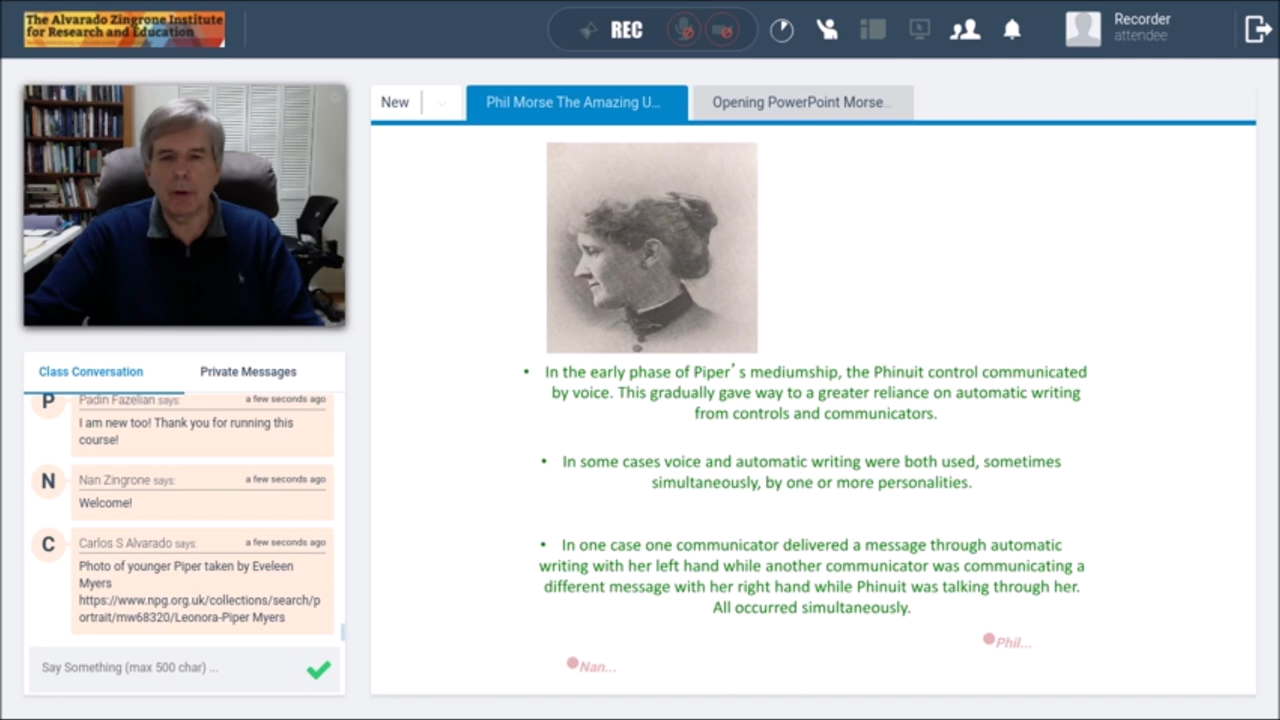 The Alvarado Zingrone Institute
for Research and Education
REC
Recorder
attendee
New
Phil Morse The Amazing U...
Opening PowerPoint Morse...
In the early phase of Piper's mediumship, the Phinuit control communicated
by voice. This gradually gave way to a greater reliance on automatic writing
from controls and communicators.
In some cases voice and automatic writing were both used, sometimes
simultaneously, by one or more personalities.
In one case one communicator delivered a message through automatic
writing with her left hand while another communicator was communicating a
different message with her right hand while Phinuit was talking through her.
All occurred simultaneously.
Phil...
Nan...
Class Conversation
Private Messages
P
Padin Fazelian says:
a few seconds ago
I am new too! Thank you for running this
course!
N
Nan Zingrone says:
a few seconds ago
Welcome!
C
Carlos S Alvarado says:
a few seconds ago
Photo of younger Piper taken by Eveleen
Myers
https://www.npg.org.uk/collections/search/p
ortrait/mw68320/Leonora-Piper Myers
Say Something (max 500 char) ...